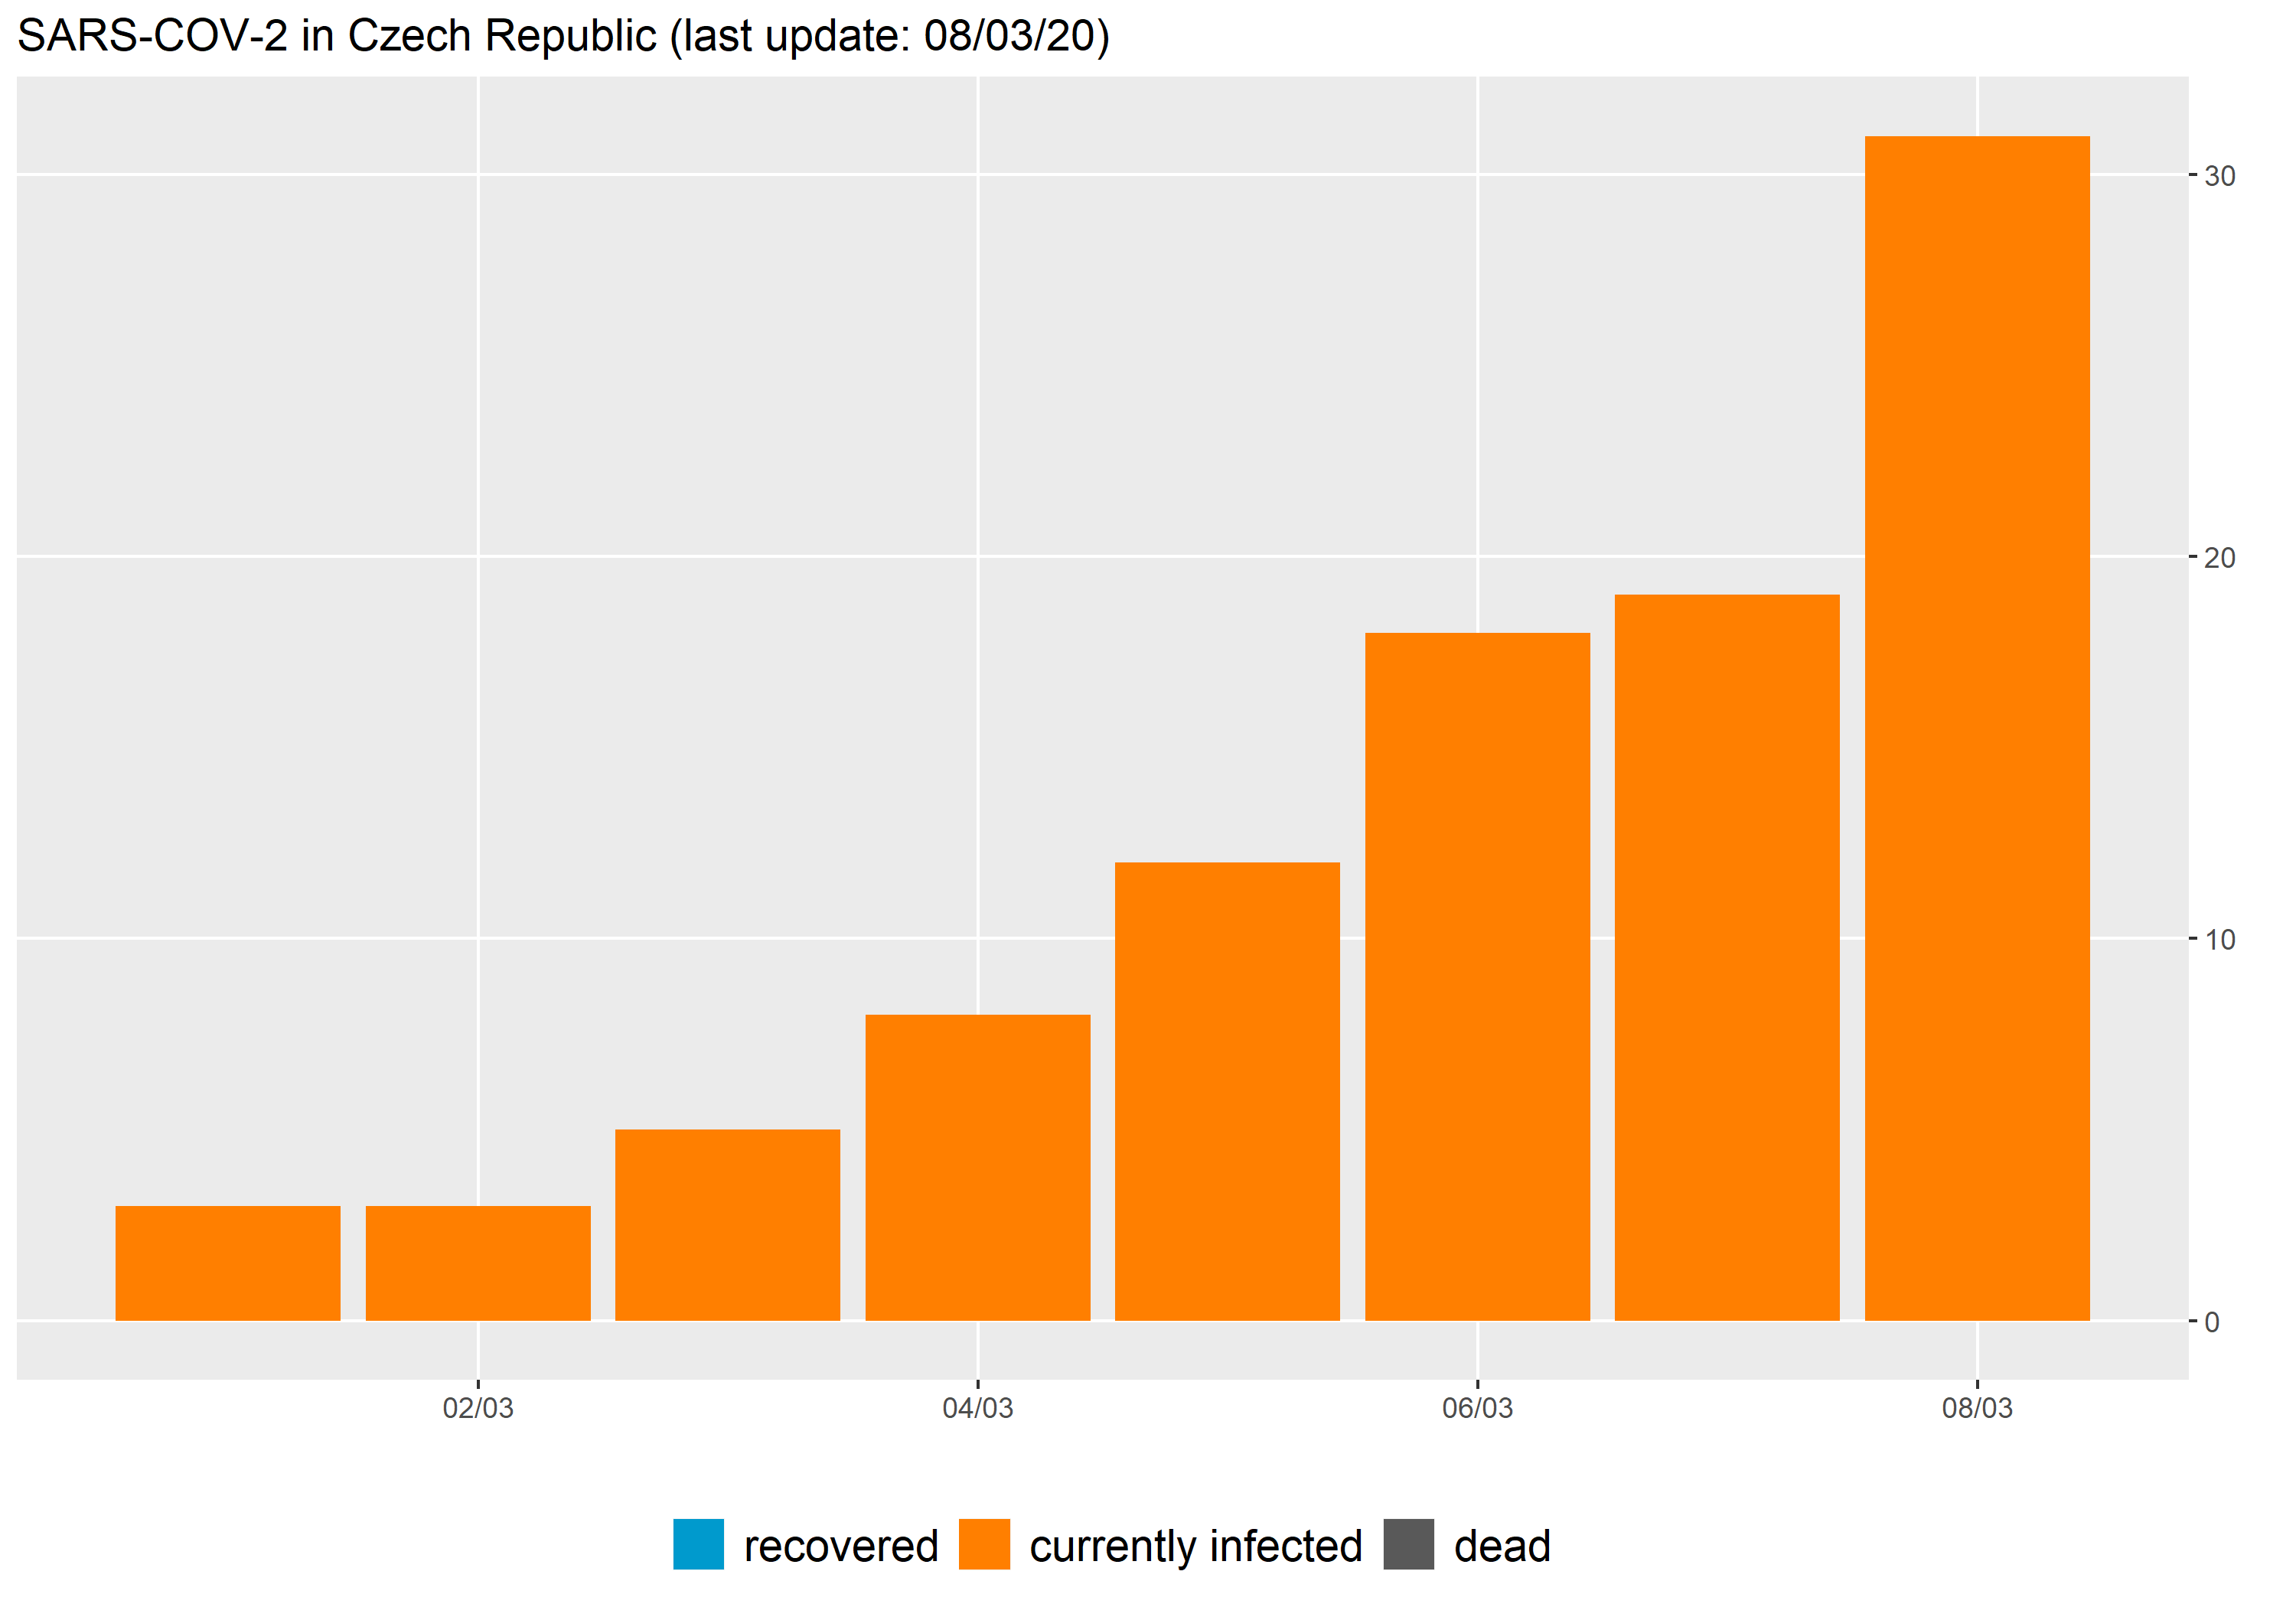 SARS-COV-2 in Czech Republic (last update: 08/03/20)
30
20
10
0
02/03 04/03 06/03 08/03
recovered currently infected dead